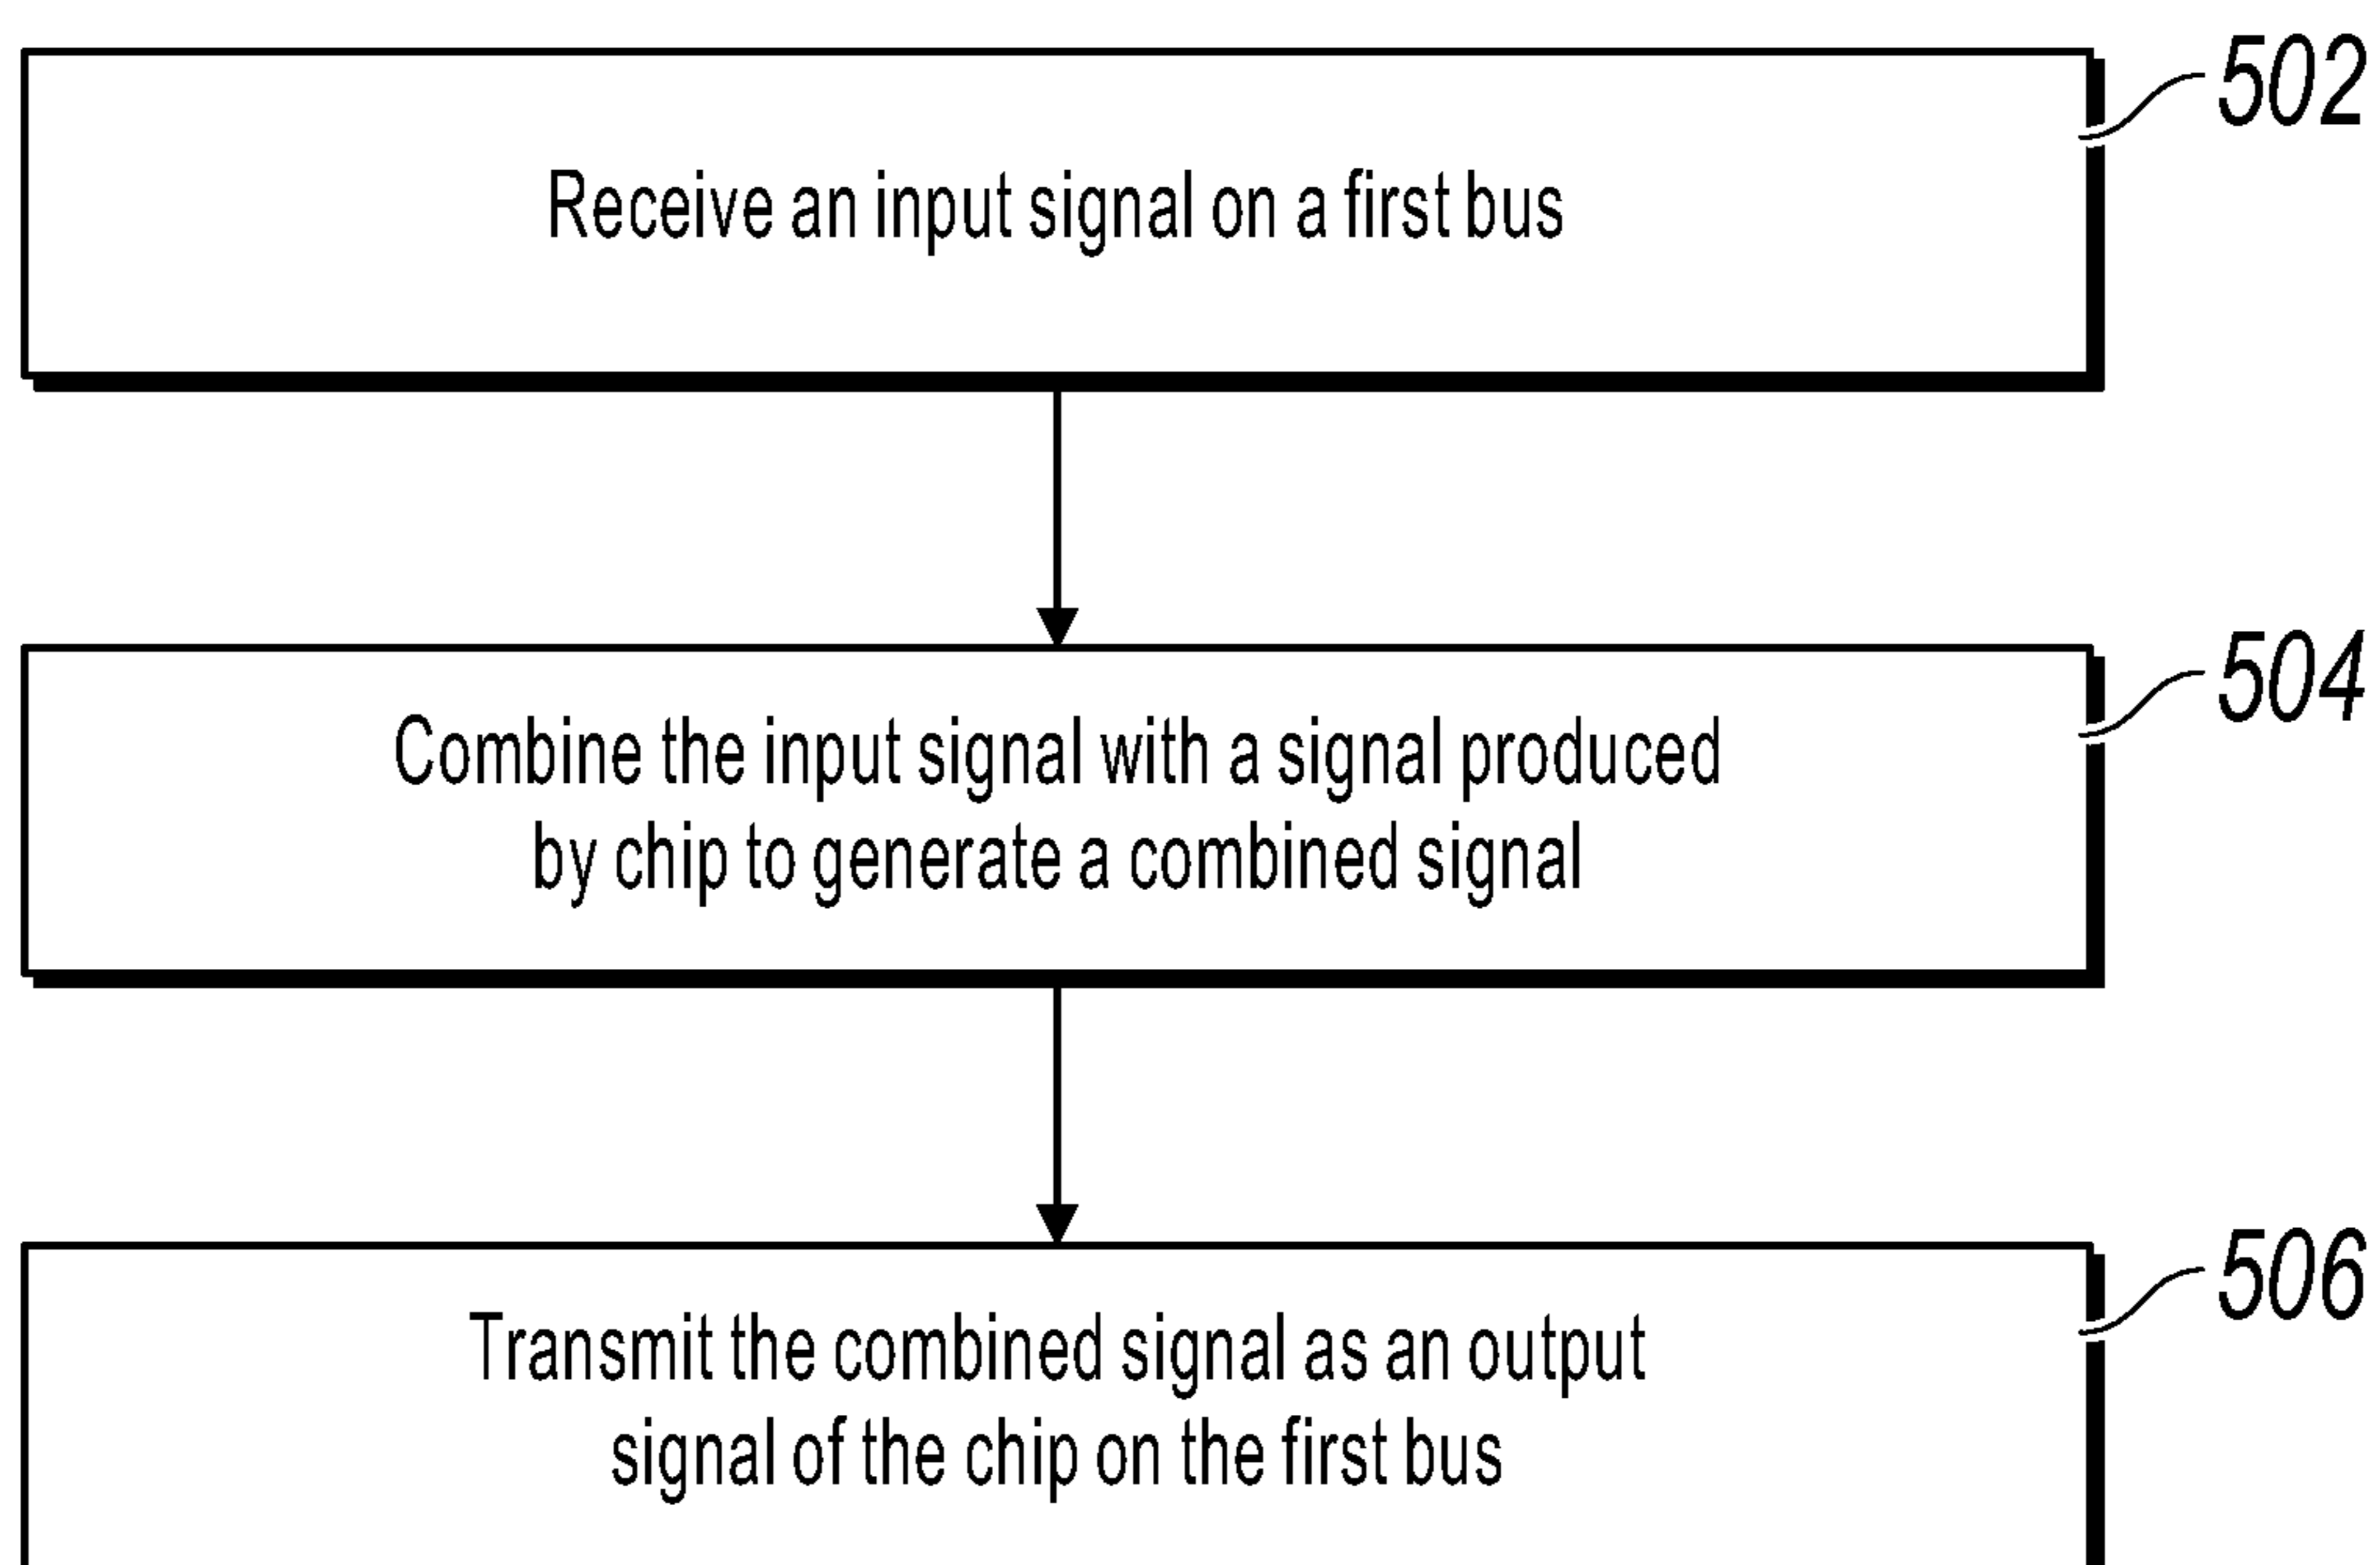 502
Receive an input signal on a first bus
504
Combine the input signal with a signal produced
by chip to generate a combined signal
506
Transmit the combined signal as an output
signal of the chip on the first bus